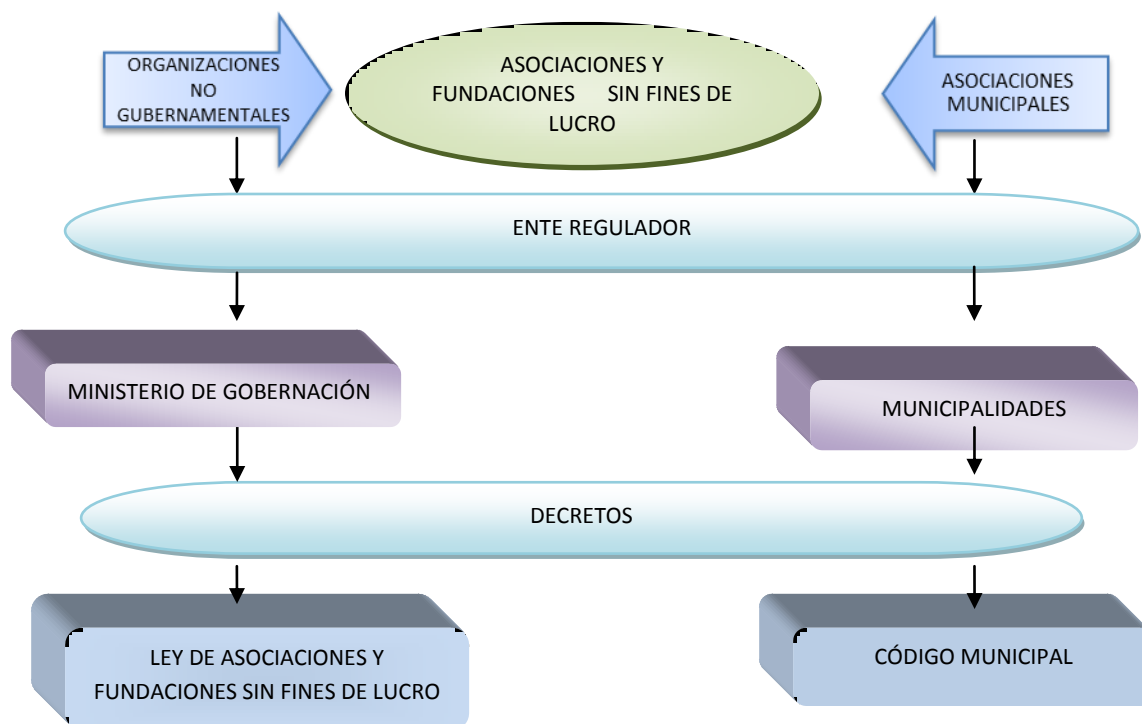 ORGANIZACIONES
NO
GUBERNAMENTALES
ASOCIACIONES Y
FUNDACIONES SIN FINES DE
LUCRO
ASOCIACIONES
MUNICIPALES
ENTE REGULADOR
MINISTERIO DE GOBERNACIÓN
MUNICIPALIDADES
DECRETOS
LEY DE ASOCIACIONES Y
FUNDACIONES SIN FINES DE LUCRO
CÓDIGO MUNICIPAL